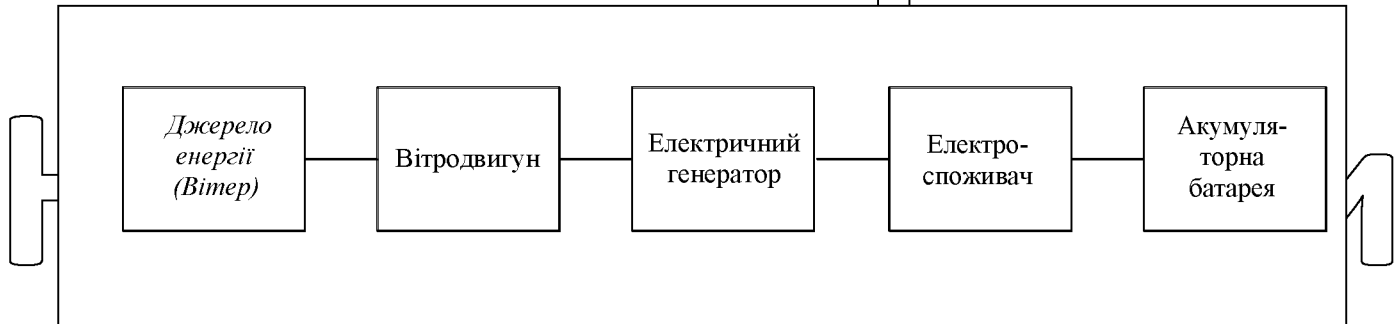 Джерело
енергії
(Вітер)
Вітродвигун
Електричний
генератор
Електро-
споживач
Акумуля-
торна
батарея